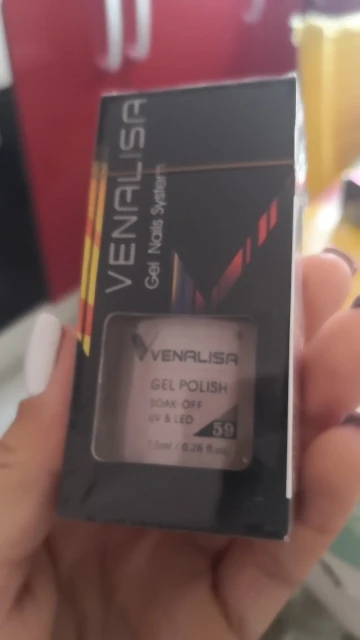 VENALISA
Gel Nails System
VENALISA
GEL POLISH
SOAK-OFF
UV & LED
59
7.5ml / 0.26 fl.oz